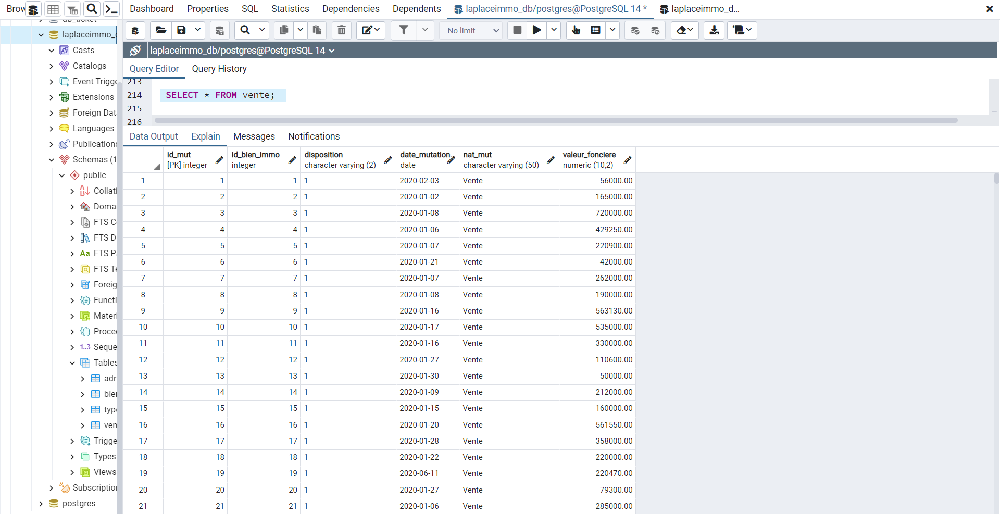 Brow
Dashboard Properties SQL Statistics Dependencies Dependents laplaceimmo_db/postgres@PostgreSQL 14 * laplaceimmo_d...
No limit
laplaceimmo_db/postgres@PostgreSQL 14
Query Editor Query History
213
214 SELECT * FROM vente;
215
216
Data Output Explain Messages Notifications
id_mut id_bien_immo disposition date_mutation nat_mut valeur_fonciere
[PK] integer integer character varying (2) date character varying (50) numeric (10,2)
1 1 1 1 2020-02-03 Vente 56000.00
2 2 2 1 2020-01-02 Vente 165000.00
3 3 3 1 2020-01-08 Vente 720000.00
4 4 4 1 2020-01-06 Vente 429250.00
5 5 5 1 2020-01-07 Vente 220900.00
6 6 6 1 2020-01-21 Vente 42000.00
7 7 7 1 2020-01-07 Vente 262000.00
8 8 8 1 2020-01-08 Vente 190000.00
9 9 9 1 2020-01-16 Vente 563130.00
10 10 10 1 2020-01-17 Vente 535000.00
11 11 11 1 2020-01-16 Vente 330000.00
12 12 12 1 2020-01-27 Vente 110600.00
13 13 13 1 2020-01-30 Vente 50000.00
14 14 14 1 2020-01-09 Vente 212000.00
15 15 15 1 2020-01-15 Vente 160000.00
16 16 16 1 2020-01-20 Vente 561550.00
17 17 17 1 2020-01-28 Vente 358000.00
18 18 18 1 2020-01-22 Vente 220000.00
19 19 19 1 2020-06-11 Vente 220470.00
20 20 20 1 2020-01-27 Vente 79300.00
21 21 21 1 2020-01-06 Vente 285000.00
db_ticket
laplaceimmo_
Casts
Catalogs
Event Trigge
Extensions
Foreign Dat
Languages
Publications
Schemas (1
public
Collati
Domai
FTS C
FTS Di
Aa FTS P
FTS Te
Foreig
Functi
Materi
Proce
1..3 Seque
Tables
adr
bier
type
ven
Trigge
Types
Views
Subscription
postgres